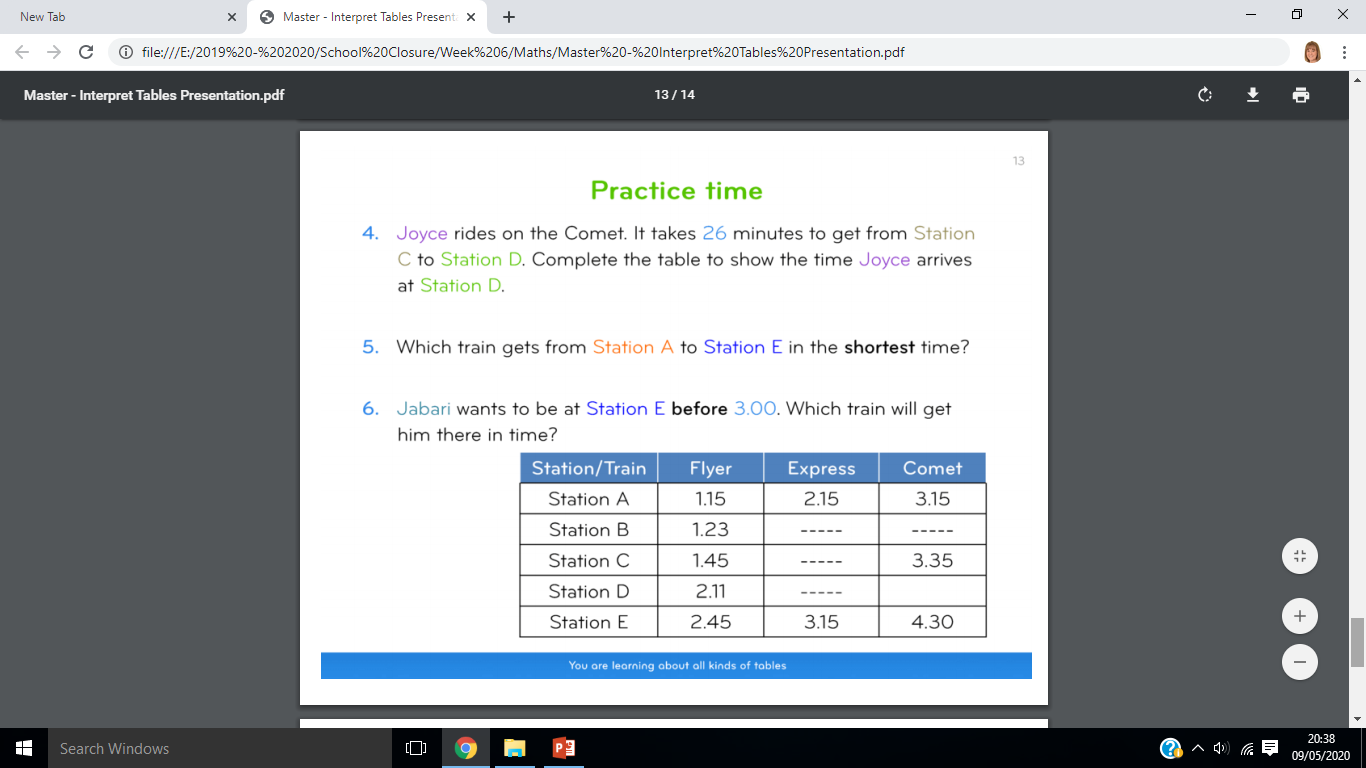 New Tab
Master - Interpret Tables Present
file:///E:/2019%20-%202020/School%20Closure/Week%206/Maths/Master%20-%20Interpret%20Tables%20Presentation.pdf
Master - Interpret Tables Presentation.pdf
13 / 14
13
Practice time
4. Joyce rides on the Comet. It takes 26 minutes to get from Station
C to Station D. Complete the table to show the time Joyce arrives
at Station D.
5. Which train gets from Station A to Station E in the shortest time?
6. Jabari wants to be at Station E before 3.00. Which train will get
him there in time?
Station/Train Flyer Express Comet
Station A 1.15 2.15 3.15
Station B 1.23 ----- -----
Station C 1.45 ----- 3.35
Station D 2.11 -----
Station E 2.45 3.15 4.30
You are learning about all kinds of tables
Search Windows
20:38
09/05/2020